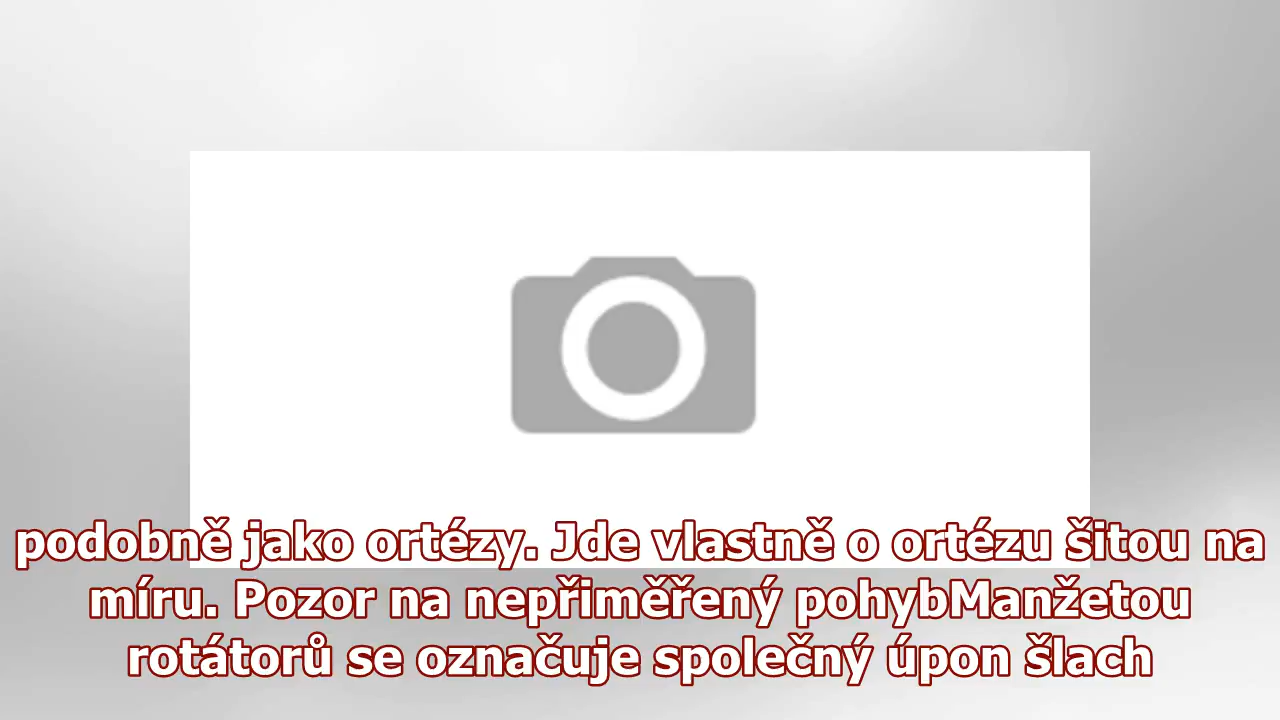 podobně jako ortézy. Jde vlastně o ortézu šitou na
míru. Pozor na nepřiměřený pohybManžetou
rotátorů se označuje společný úpon šlach